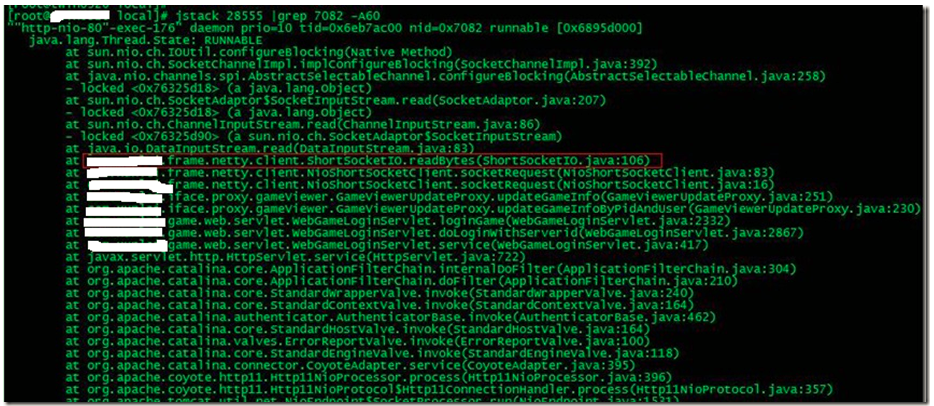 [root@ local]# jstack 28555 |grep 7082 -A60
""http-nio-80"-exec-176" daemon prio=10 tid=0x6eb7ac00 nid=0x7082 runnable [0x6895d000]
java.lang.Thread.State: RUNNABLE
at sun.nio.ch.IOUtil.configureBlocking(Native Method)
at sun.nio.ch.SocketChannelImpl.implConfigureBlocking(SocketChannelImpl.java:392)
at java.nio.channels.spi.AbstractSelectableChannel.configureBlocking(AbstractSelectableChannel.java:258)
- locked <0x76325d18> (a java.lang.Object)
at sun.nio.ch.SocketAdaptor$SocketInputStream.read(SocketAdaptor.java:207)
- locked <0x76325d18> (a java.lang.Object)
at sun.nio.ch.ChannelInputStream.read(ChannelInputStream.java:86)
- locked <0x76325d90> (a sun.nio.ch.SocketAdaptor$SocketInputStream)
at java.io.DataInputStream.read(DataInputStream.java:83)
at .frame.netty.client.ShortSocketIO.readBytes(ShortSocketIO.java:106)
at .frame.netty.client.NioShortSocketClient.socketRequest(NioShortSocketClient.java:83)
at .frame.netty.client.NioShortSocketClient.socketRequest(NioShortSocketClient.java:16)
at .iface.proxy.gameViewer.GameViewerUpdateProxy.updateGameInfo(GameViewerUpdateProxy.java:251)
at .iface.proxy.gameViewer.GameViewerUpdateProxy.updateGameInfoByPidAndUser(GameViewerUpdateProxy.java:230)
at game.web.servlet.WebGameLoginServlet.loginGame(WebGameLoginServlet.java:2332)
at game.web.servlet.WebGameLoginServlet.doLoginWithServerid(WebGameLoginServlet.java:2867)
at game.web.servlet.WebGameLoginServlet.service(WebGameLoginServlet.java:417)
at javax.servlet.http.HttpServlet.service(HttpServlet.java:722)
at org.apache.catalina.core.ApplicationFilterChain.internalDoFilter(ApplicationFilterChain.java:304)
at org.apache.catalina.core.ApplicationFilterChain.doFilter(ApplicationFilterChain.java:210)
at org.apache.catalina.core.StandardWrapperValve.invoke(StandardWrapperValve.java:240)
at org.apache.catalina.core.StandardContextValve.invoke(StandardContextValve.java:164)
at org.apache.catalina.authenticator.AuthenticatorBase.invoke(AuthenticatorBase.java:462)
at org.apache.catalina.core.StandardHostValve.invoke(StandardHostValve.java:164)
at org.apache.catalina.valves.ErrorReportValve.invoke(ErrorReportValve.java:100)
at org.apache.catalina.core.StandardEngineValve.invoke(StandardEngineValve.java:118)
at org.apache.catalina.connector.CoyoteAdapter.service(CoyoteAdapter.java:395)
at org.apache.coyote.http11.Http11NioProcessor.process(Http11NioProcessor.java:396)
at org.apache.coyote.http11.Http11NioProtocol$Http11ConnectionHandler.process(Http11NioProtocol.java:357)
at org.apache.tomcat.util.net.NioEndpoint$SocketProcessor.run(NioEndpoint.java:1531)